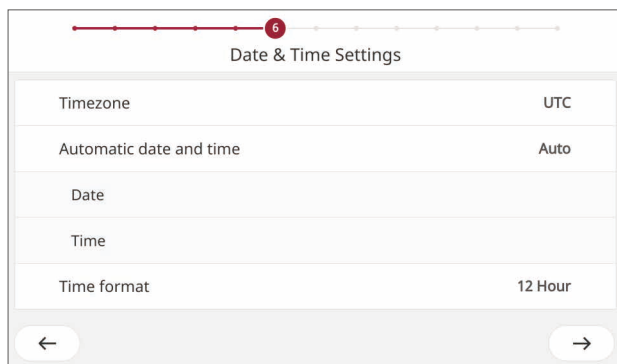 6
Date & Time Settings
Timezone UTC
Automatic date and time Auto
Date
Time
Time format 12 Hour